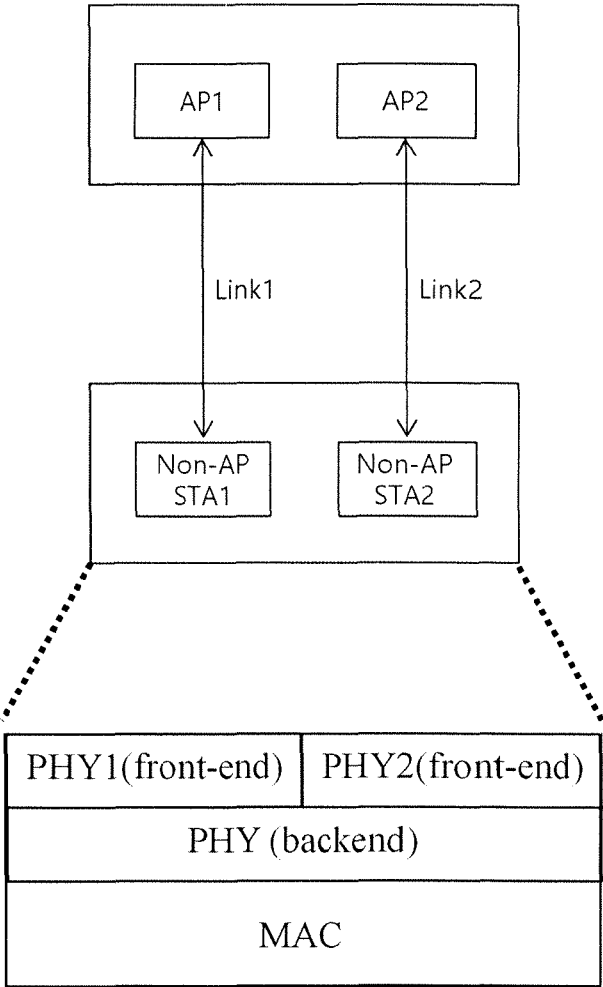 AP1
AP2
Link1
Link2
Non-AP
STA1
Non-AP
STA2
PHY1(front-end)
PHY2(front-end)
PHY (backend)
MAC